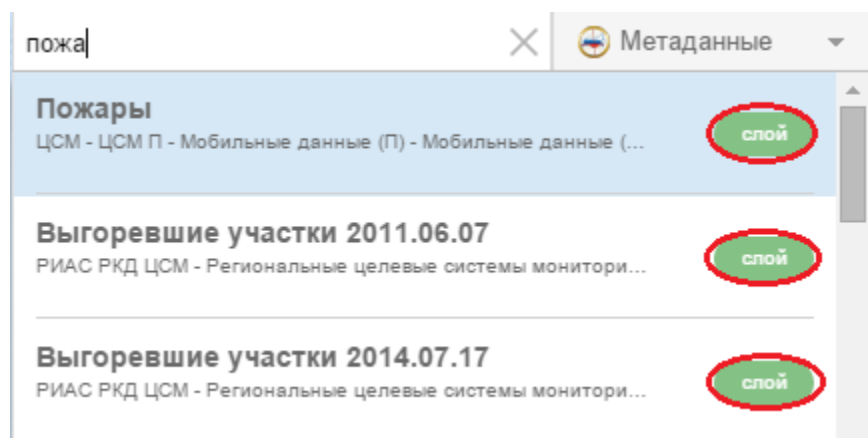 пожа
Метаданные
Пожары
ЦСМ - ЦСМ П - Мобильные данные (П) - Мобильные данные (...
слой
Выгоревшие участки 2011.06.07
РИАС РКД ЦСМ - Региональные целевые системы монитори...
слой
Выгоревшие участки 2014.07.17
РИАС РКД ЦСМ - Региональные целевые системы монитори...
слой